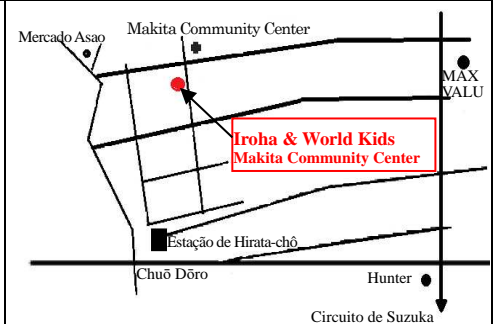 Makita Community Center
Mercado Asao
MAX
VALU
Iroha & World Kids
Makita Community Center
Estação de Hirata-chô
Chuō Dōro
Hunter
Circuito de Suzuka